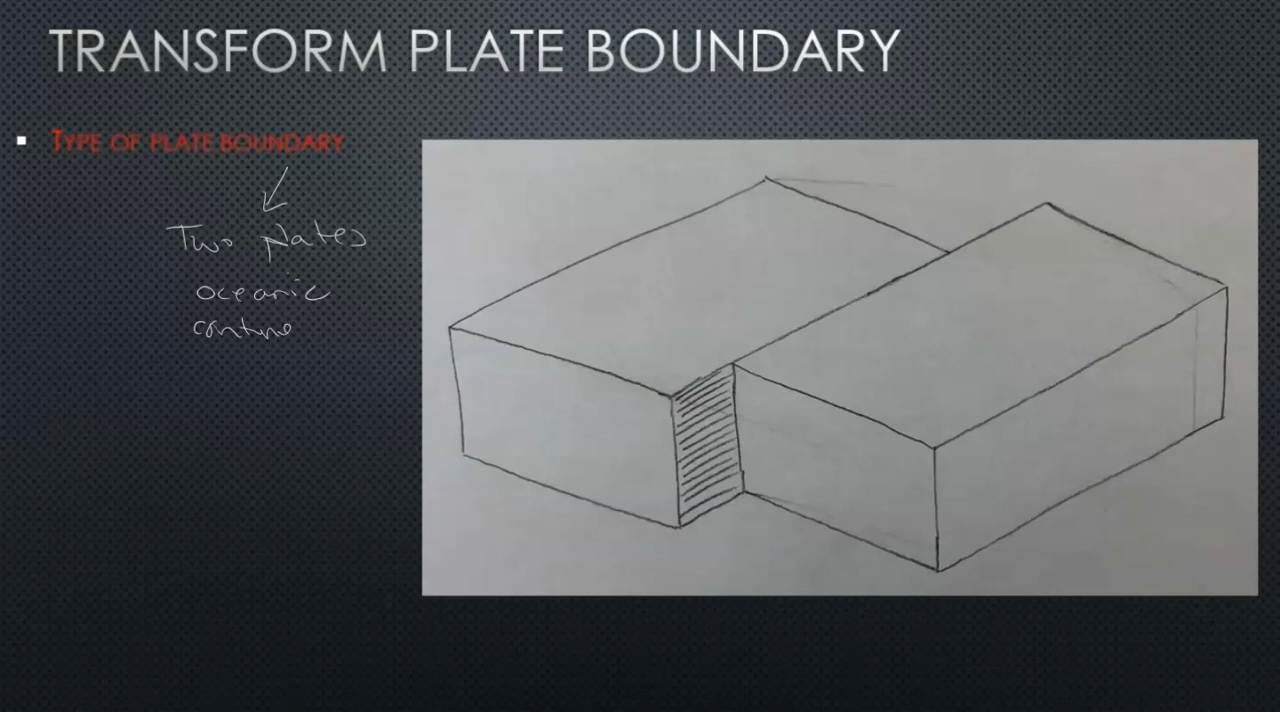 TRANSFORM PLATE BOUNDARY
▪ TYPE OF PLATE BOUNDARY
Two plates
oceanic
contine